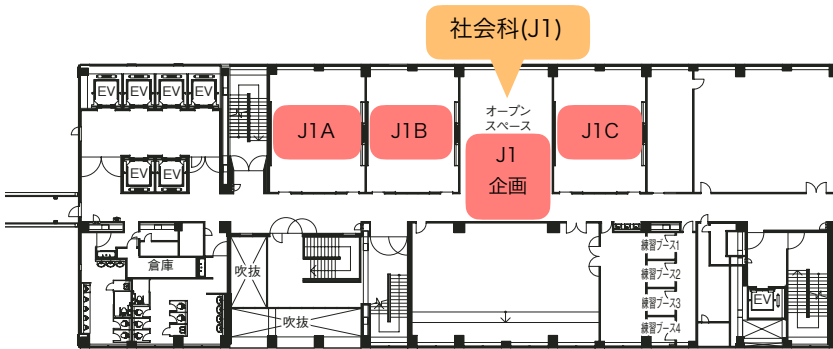 社会科(J1)
EV
EV
EV
EV
オープン
スペース
J1A
J1B
J1C
J1
企画
EV
EV
練習ブース1
倉庫
吹抜
練習ブース2
EV
練習ブース3
吹抜
練習ブース4